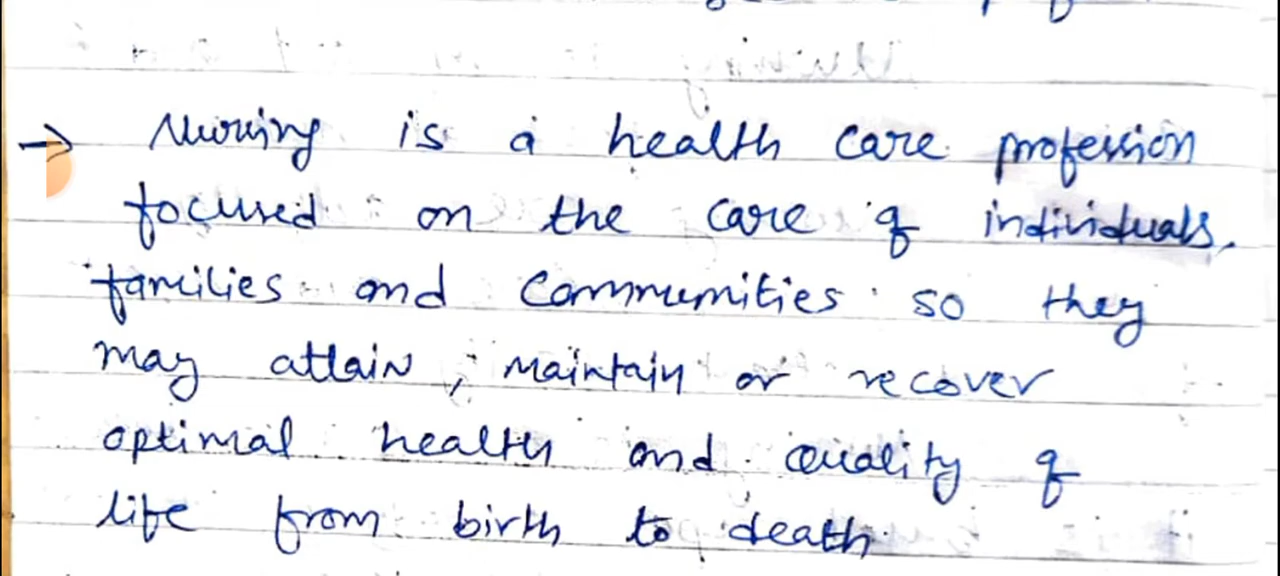 → Nursing is a health care profession
focused on the care of individuals,
families and communities so they
may attain, maintain or recover
optimal health and quality of
life from birth to death